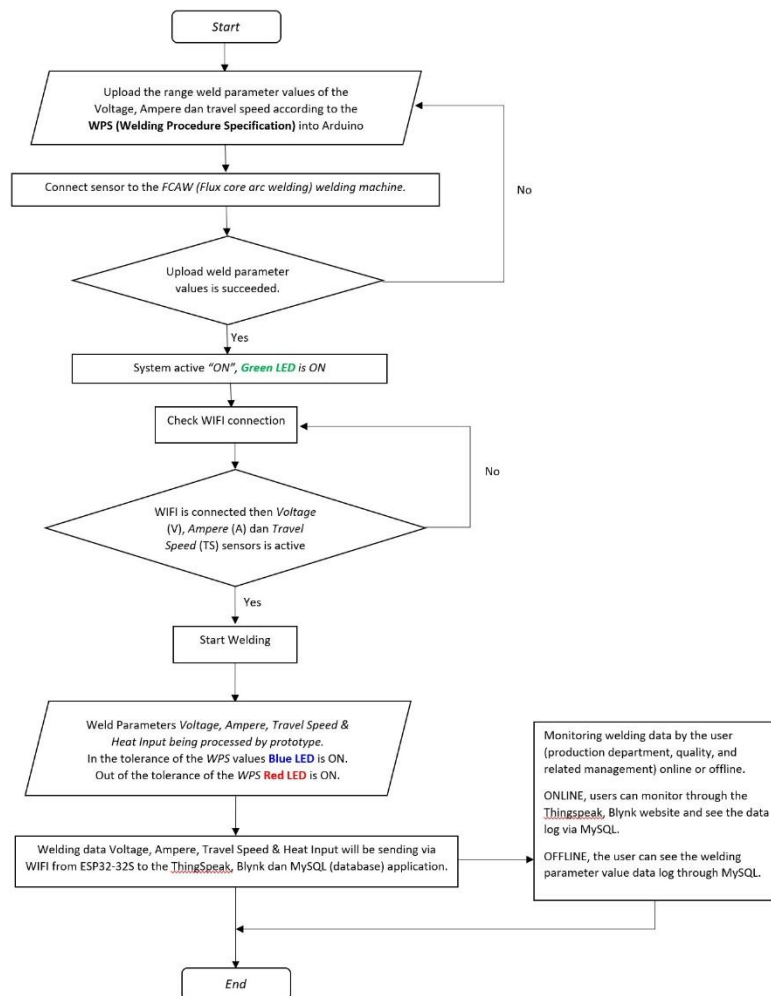 Start
Upload the range weld parameter values of the
Voltage, Ampere dan travel speed according to the
WPS (Welding Procedure Specification) into Arduino
Connect sensor to the FCAW (Flux core arc welding) welding machine.
No
Upload weld parameter
values is succeeded.
Yes
System active "ON", Green LED is ON
Check WIFI connection
No
WIFI is connected then Voltage
(V), Ampere (A) dan Travel
Speed (TS) sensors is active
Yes
Start Welding
Weld Parameters Voltage, Ampere, Travel Speed &
Heat Input being processed by prototype.
In the tolerance of the WPS values Blue LED is ON.
Out of the tolerance of the WPS Red LED is ON.
Welding data Voltage, Ampere, Travel Speed & Heat Input will be sending via
WIFI from ESP32-32S to the ThingSpeak, Blynk dan MySQL (database) application.
Monitoring welding data by the user
(production department, quality, and
related management) online or offline.
ONLINE, users can monitor through the
Thingspeak, Blynk website and see the data
log via MySQL.
OFFLINE, the user can see the welding
parameter value data log through MySQL.
End